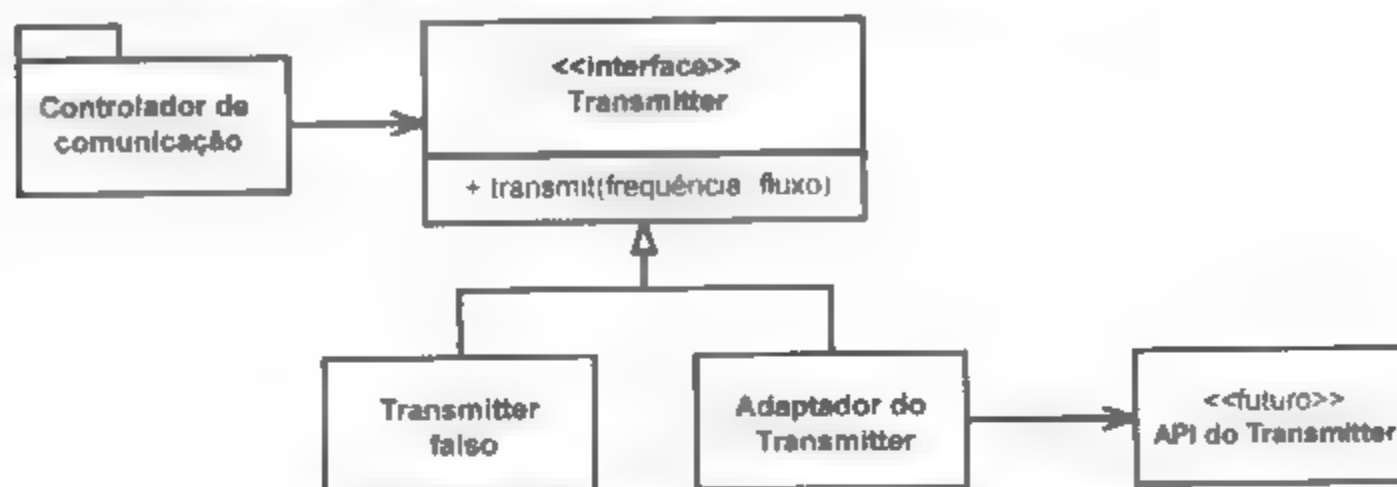 Controlador de
comunicação
<<interface>>
Transmitter
+ transmit(frequência fluxo)
Transmitter
falso
Adaptador do
Transmitter
<<futuro>>
API do Transmitter